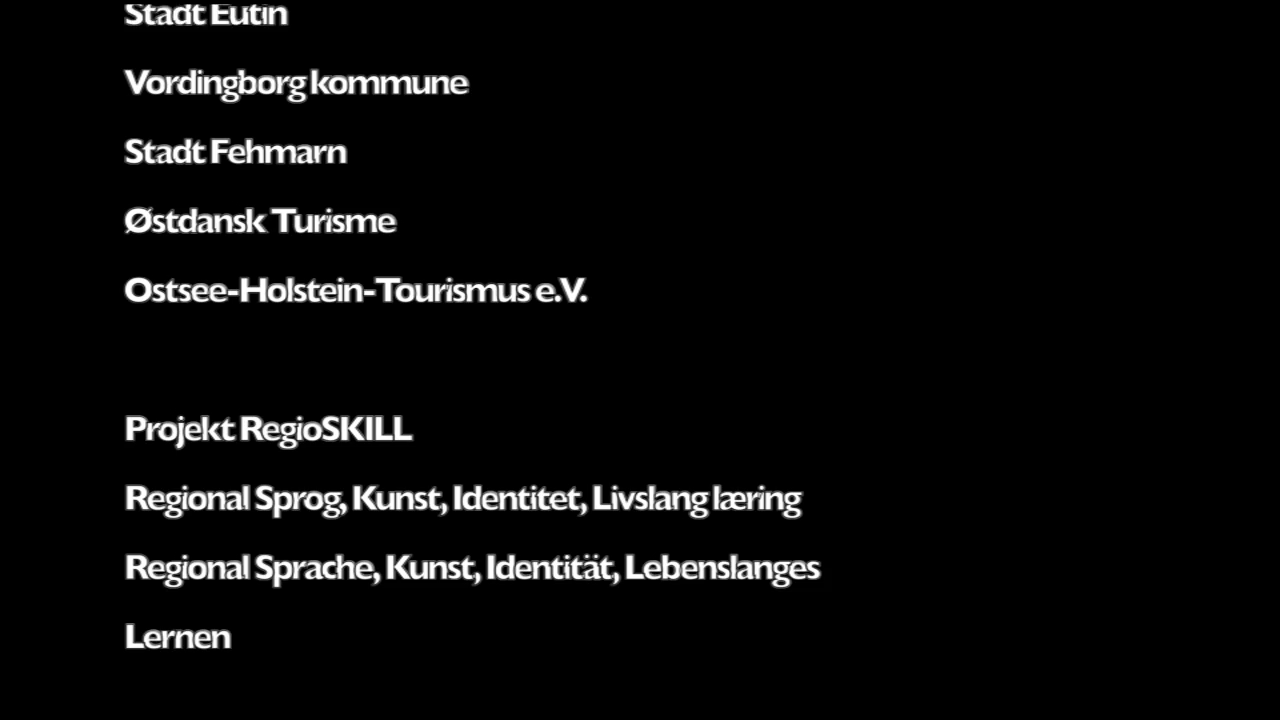 Stadt Eutin
Vordingborg kommune
Stadt Fehmarn
Østdansk Turisme
Ostsee-Holstein-Tourismus e.V.
Projekt RegioSKILL
Regional Sprog, Kunst, Identitet, Livslang læring
Regional Sprache, Kunst, Identität, Lebenslanges
Lernen